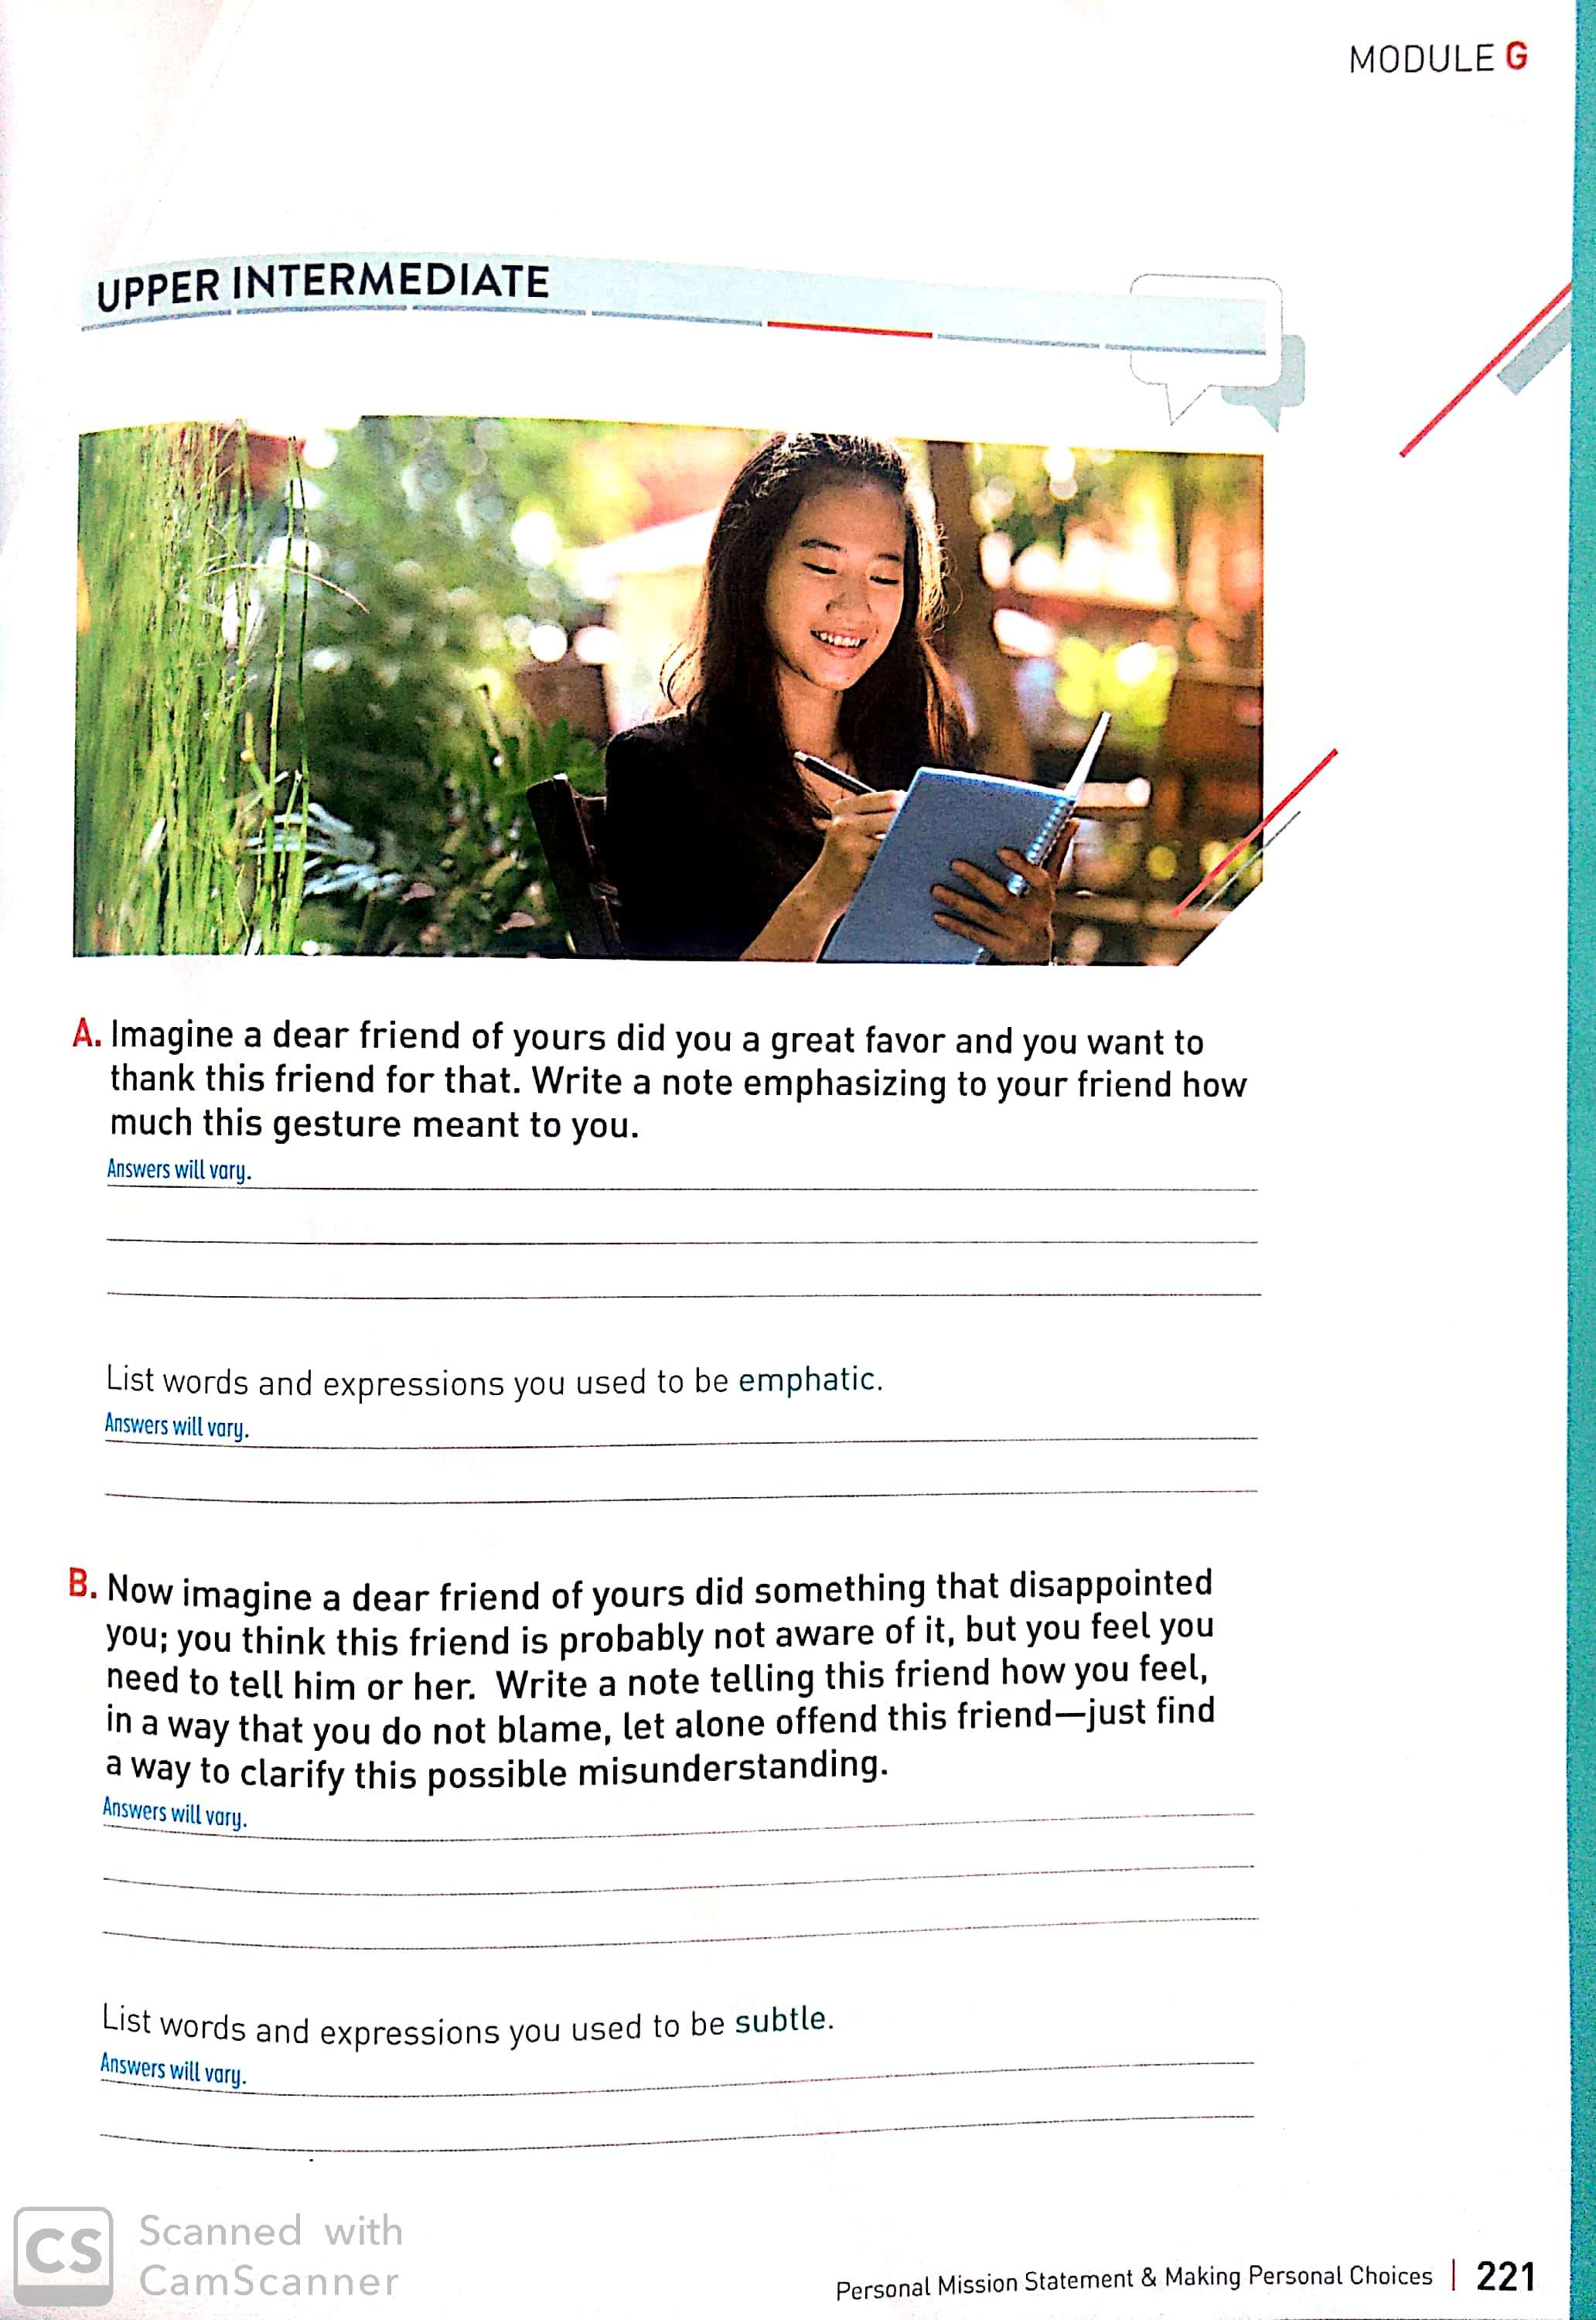 MODULE G
UPPER INTERMEDIATE
A. Imagine a dear friend of yours did you a great favor and you want to
thank this friend for that. Write a note emphasizing to your friend how
much this gesture meant to you.
Answers will vary.
List words and expressions you used to be emphatic.
Answers will vary.
B. Now imagine a dear friend of yours did something that disappointed
you; you think this friend is probably not aware of it, but you feel you
need to tell him or her. Write a note telling this friend how you feel,
in a way that you do not blame, let alone offend this friend—just find
a way to clarify this possible misunderstanding.
Answers will vary.
List words and expressions you used to be subtle.
Answers will vary.
CS Scanned with
CamScanner
Personal Mission Statement & Making Personal Choices | 221